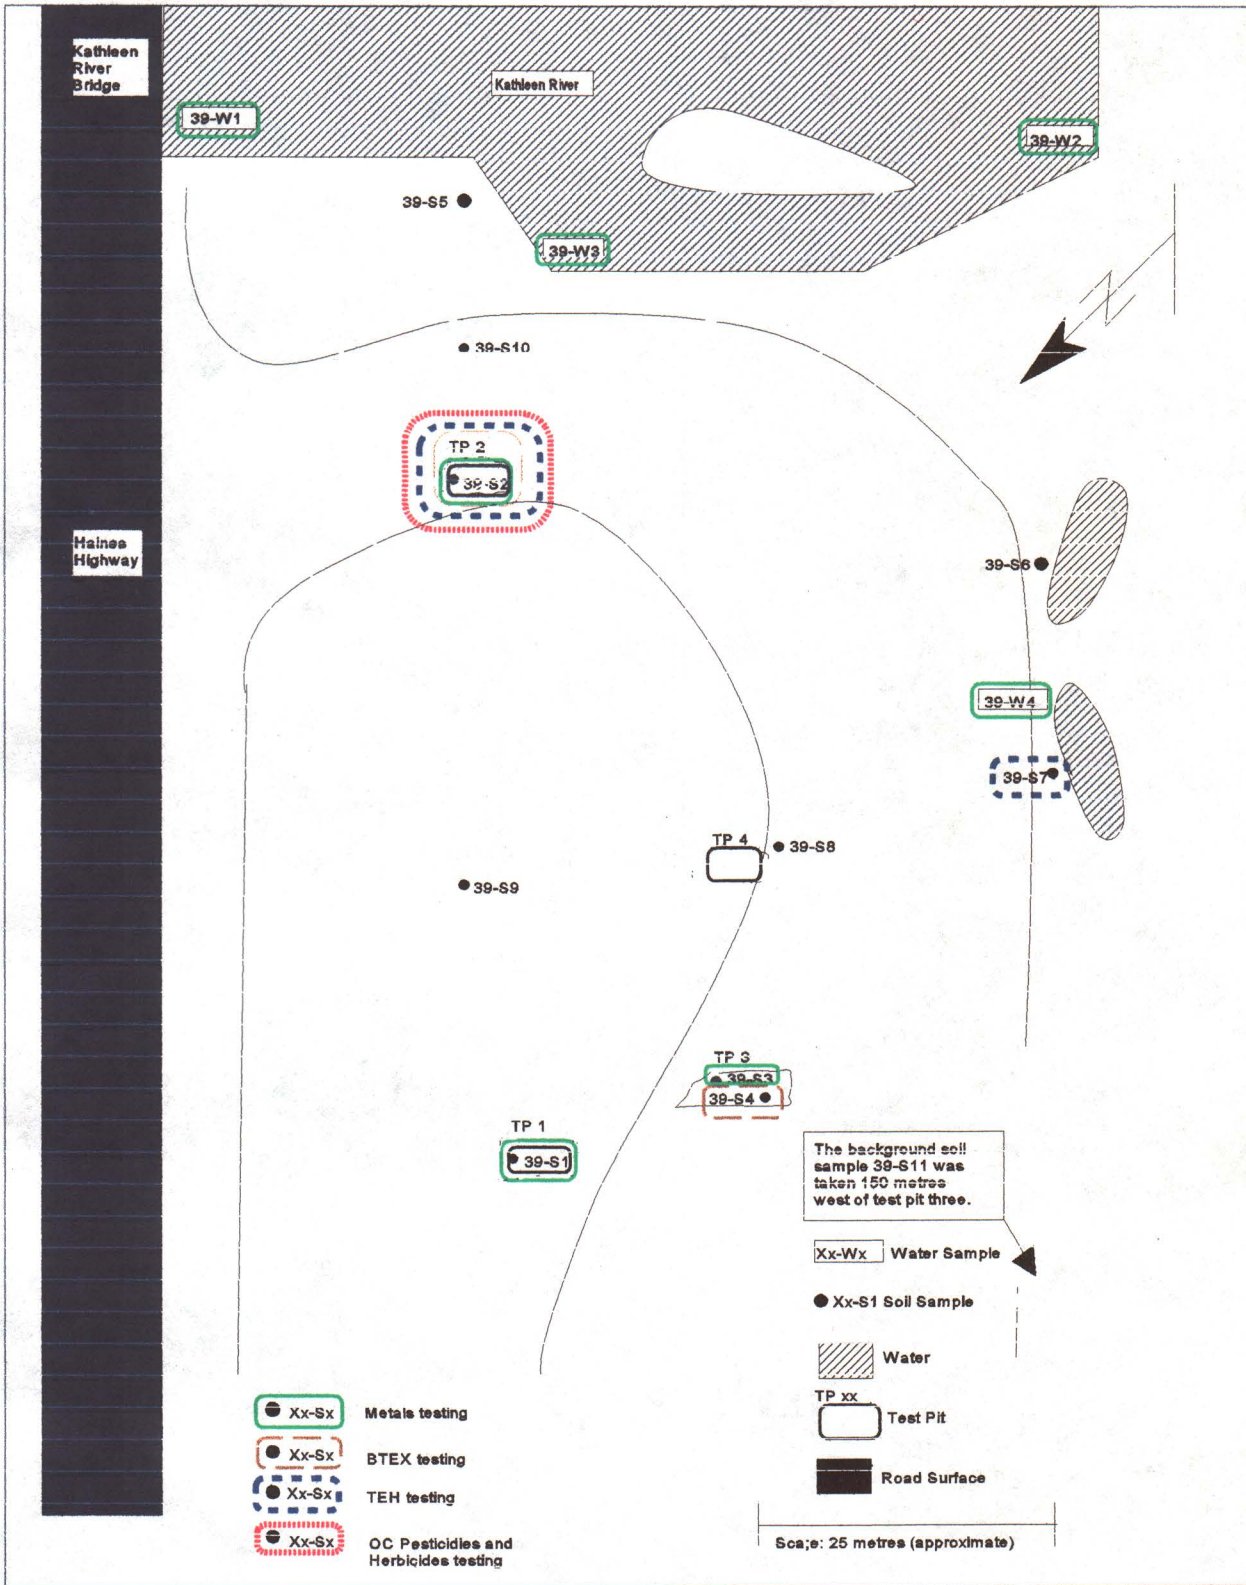 Kathleen
River
Bridge
Kathleen River
39-W1
39-W2
39-S5
39-W3
39-S10
TP 2
39-S2
Haines
Highway
39-S6
39-W4
39-S7
TP 4
39-S8
39-S9
TP 3
39-S3
39-S4
TP 1
39-S1
The background soil
sample 39-S11 was
taken 150 metres
west of test pit three.
Xx-Wx Water Sample
Xx-S1 Soil Sample
Water
TP xx
Test Pit
Road Surface
Xx-Sx Metals testing
Xx-Sx BTEX testing
Xx-Sx TEH testing
Xx-Sx OC Pesticidies and
Herbicides testing
Sca;e: 25 metres (approximate)